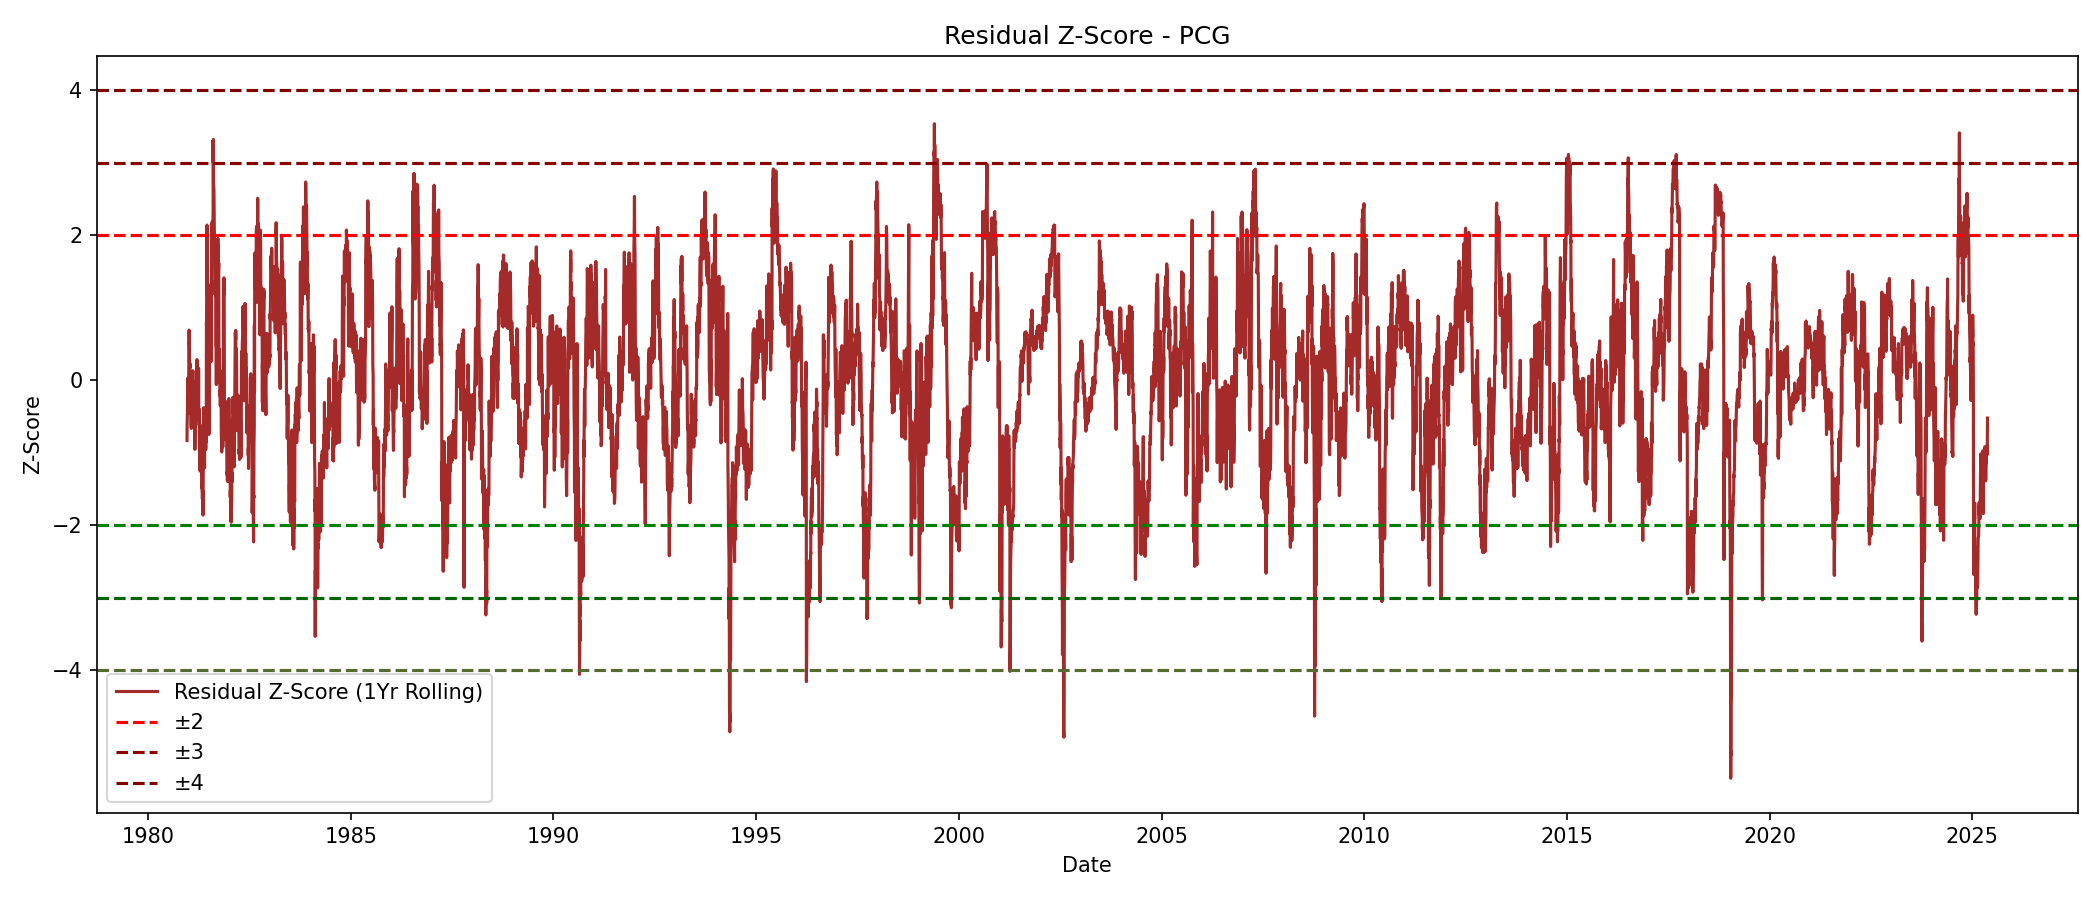 Residual Z-Score - PCG
4
2
0
−2
−4
Z-Score
Residual Z-Score (1Yr Rolling)
±2
±3
±4
1980 1985 1990 1995 2000 2005 2010 2015 2020 2025
Date